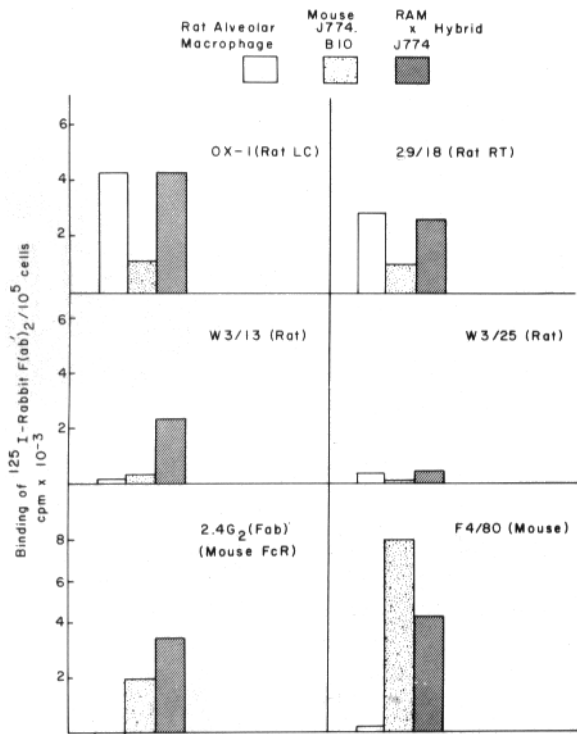 Rat Alveolar Macrophage
Mouse J774. B10
RAM x J774 Hybrid
Binding of 125 I-Rabbit F(ab')2/10^5 cells
cpm x 10^-3
6
4
2
OX-1(Rat LC)
29/18 (Rat RT)
6
4
2
W3/13 (Rat)
W3/25 (Rat)
8
6
4
2
2.4G2(Fab)
(Mouse FcR)
F4/80 (Mouse)